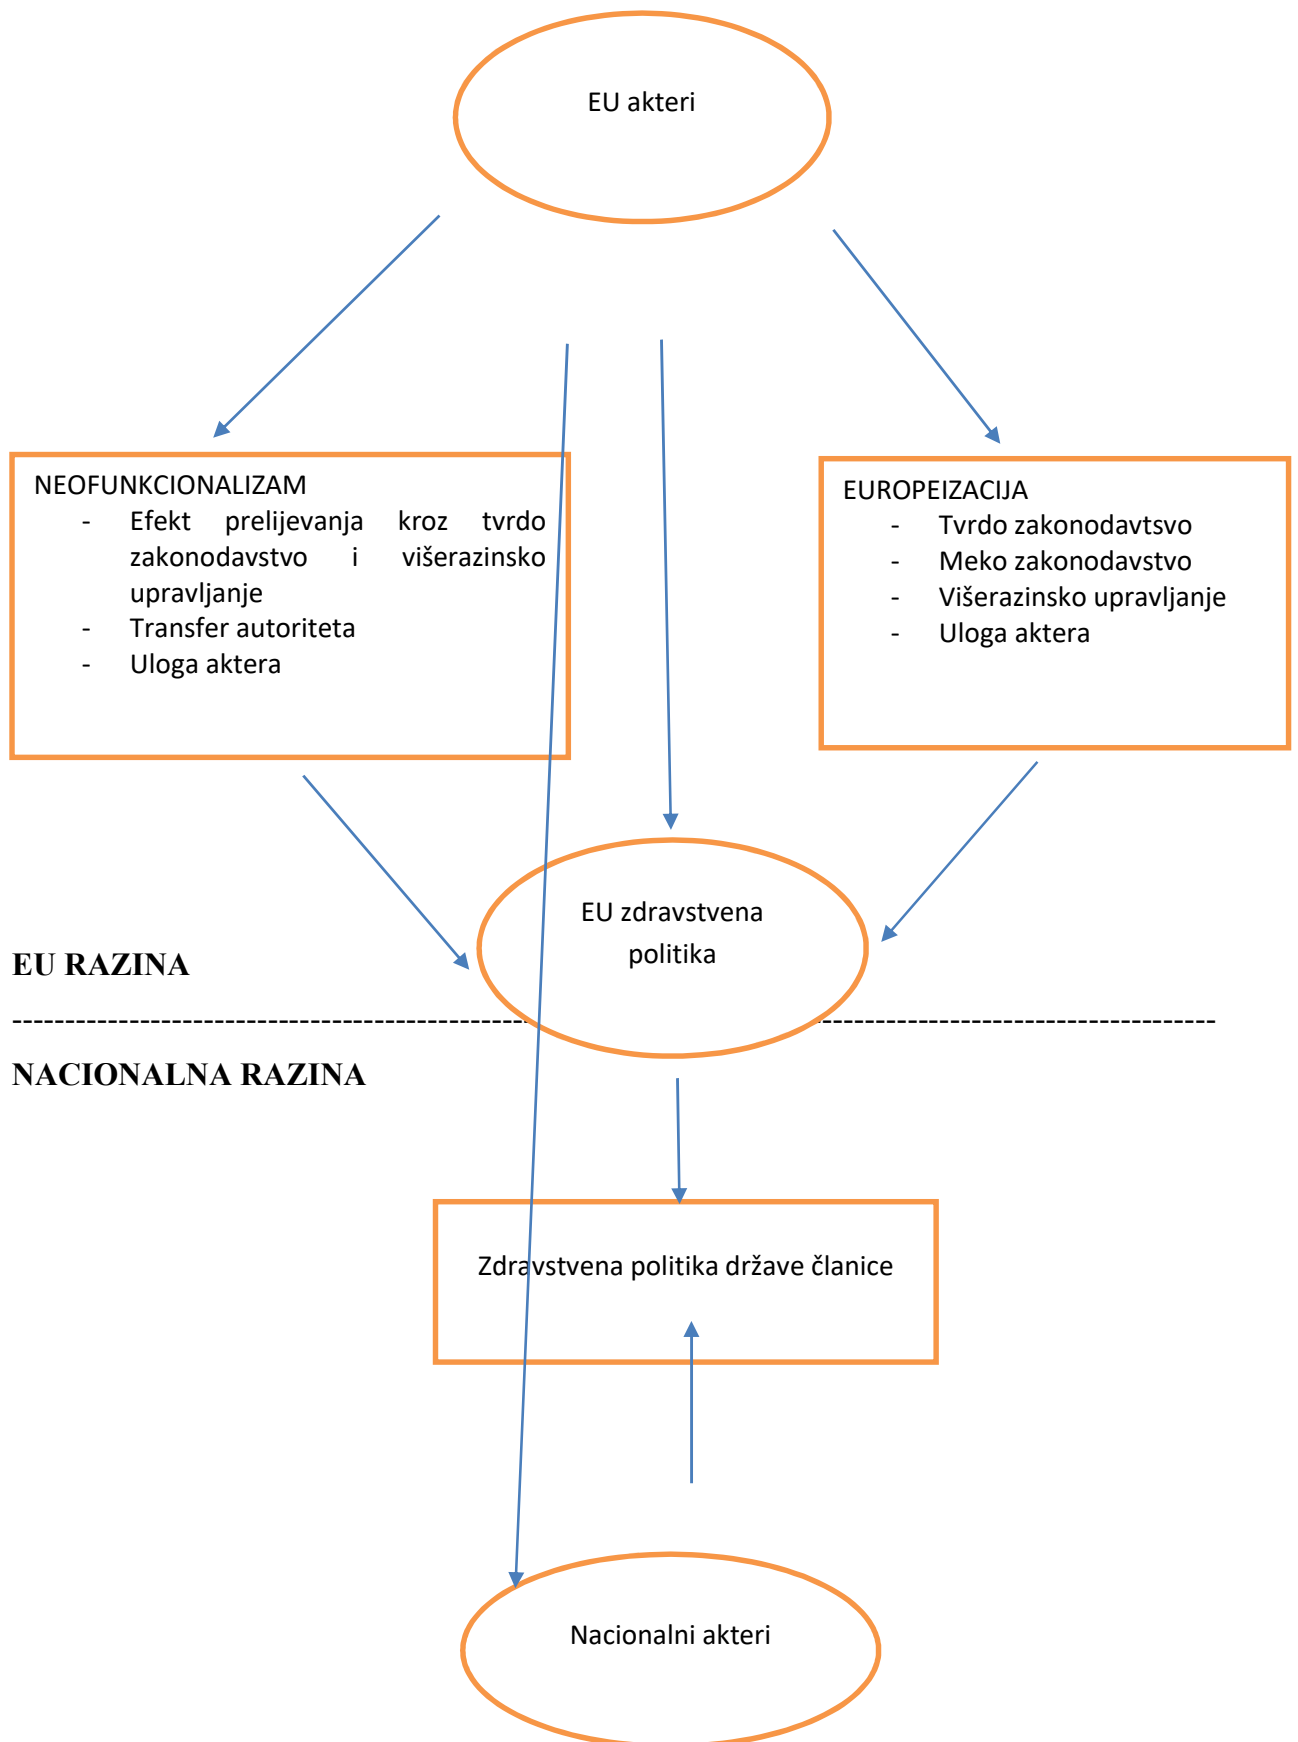 EU akteri
NEOFUNKCIONALIZAM
- Efekt prelijevanja kroz tvrdo
zakonodavstvo i višerazinsko
upravljanje
- Transfer autoriteta
- Uloga aktera
EUROPEIZACIJA
- Tvrdo zakonodavtsvo
- Meko zakonodavstvo
- Višerazinsko upravljanje
- Uloga aktera
EU zdravstvena
politika
EU RAZINA
NACIONALNA RAZINA
Zdravstvena politika države članice
Nacionalni akteri